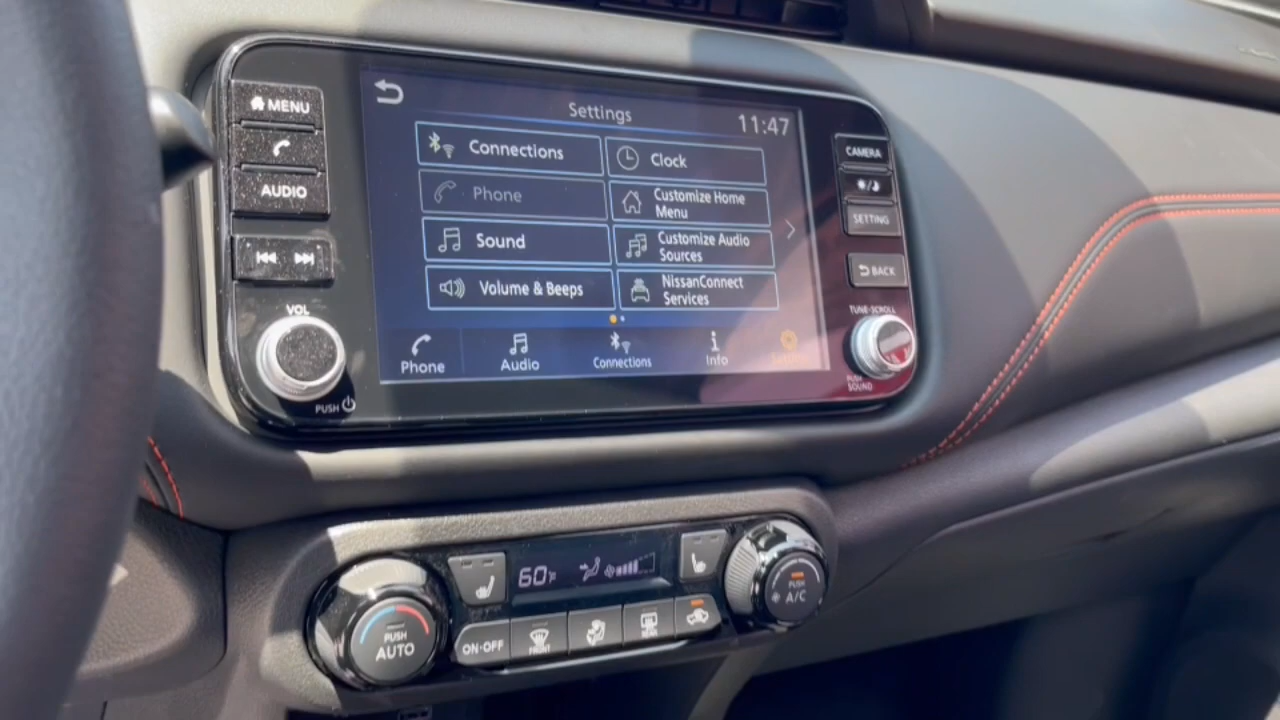 MENU
AUDIO
VOL
PUSH
Settings
11:47
Connections
Clock
Phone
Customize Home
Menu
Sound
Customize Audio
Sources
Volume & Beeps
NissanConnect
Services
Phone
Audio
Connections
Info
CAMERA
SETTING
BACK
TUNE-SCROLL
PUSH
SOUND
60°F
PUSH
AUTO
ON·OFF
FRONT
REAR
PUSH
A/C